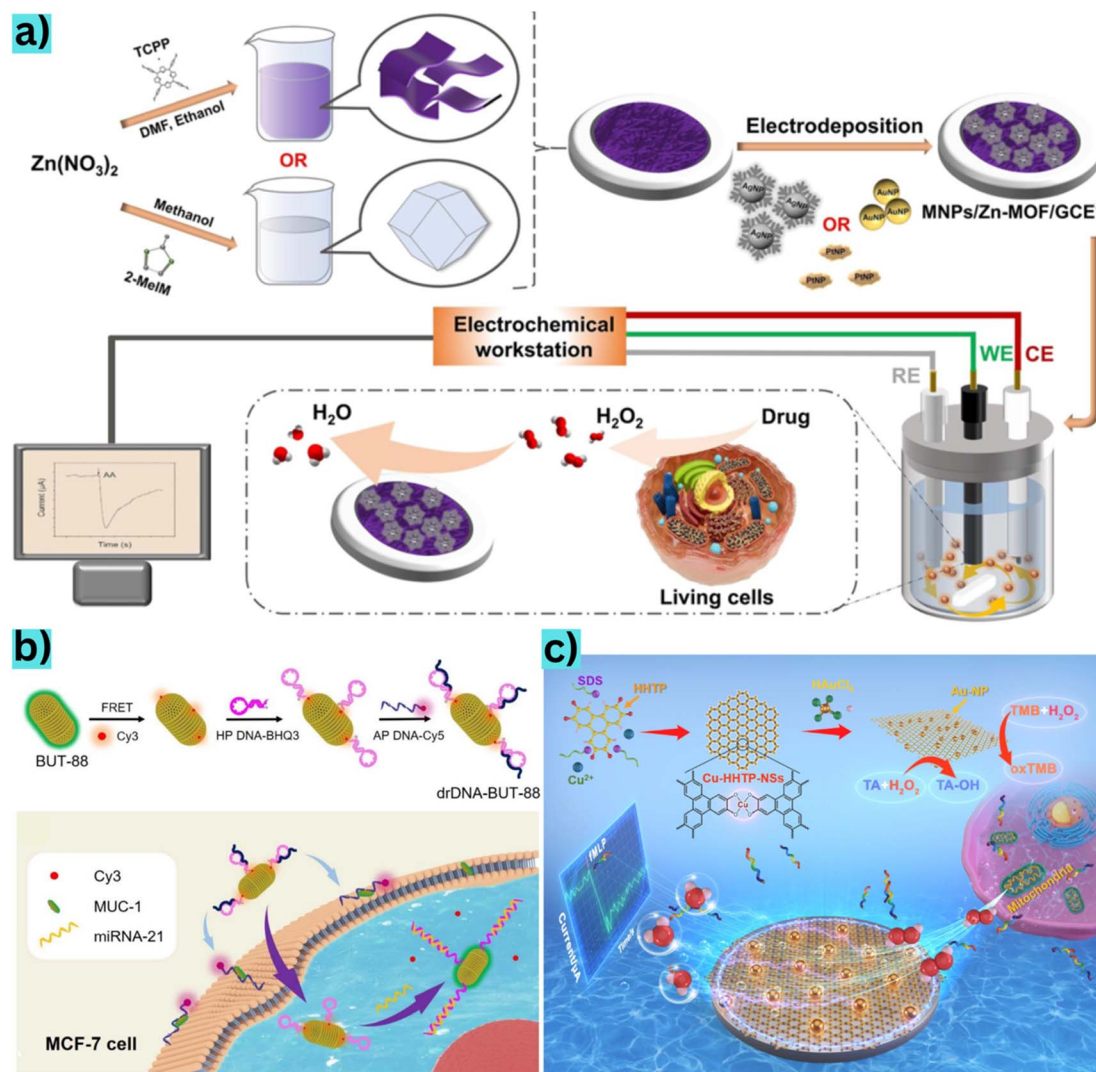 a)
TCPP
DMF, Ethanol
Zn(NO₃)₂
OR
Methanol
2-MeIM
Electrodeposition
AgNP
AgNP
AgNP
OR
AuNP
AuNP
AuNP
PtNP
PtNP
PtNP
MNPs/Zn-MOF/GCE
Electrochemical
workstation
RE
WE
CE
H₂O
H₂O₂
Drug
Living cells
AA
Current (µA)
Time (s)
b)
BUT-88
FRET
Cy3
HP DNA-BHQ3
AP DNA-Cy5
drDNA-BUT-88
Cy3
MUC-1
miRNA-21
MCF-7 cell
c)
SDS
HHTP
Cu²⁺
Cu-HHTP-NSs
Cu
HAuCl₄
e⁻
Au-NP
TMB+H₂O₂
oxTMB
TA+H₂O₂
TA-OH
fMLP
Current/µA
Time/s
Mitochondria